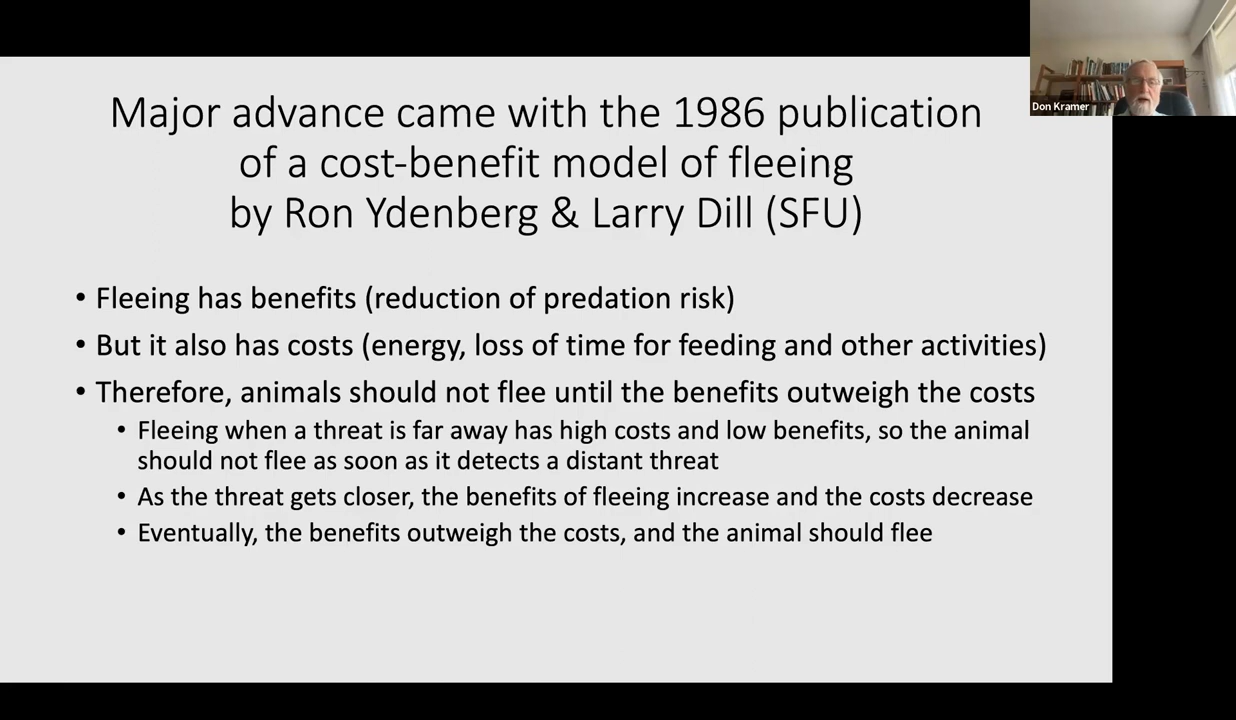 Major advance came with the 1986 publication
of a cost-benefit model of fleeing
by Ron Ydenberg & Larry Dill (SFU)
Don Kramer
• Fleeing has benefits (reduction of predation risk)
• But it also has costs (energy, loss of time for feeding and other activities)
• Therefore, animals should not flee until the benefits outweigh the costs
• Fleeing when a threat is far away has high costs and low benefits, so the animal
should not flee as soon as it detects a distant threat
• As the threat gets closer, the benefits of fleeing increase and the costs decrease
• Eventually, the benefits outweigh the costs, and the animal should flee